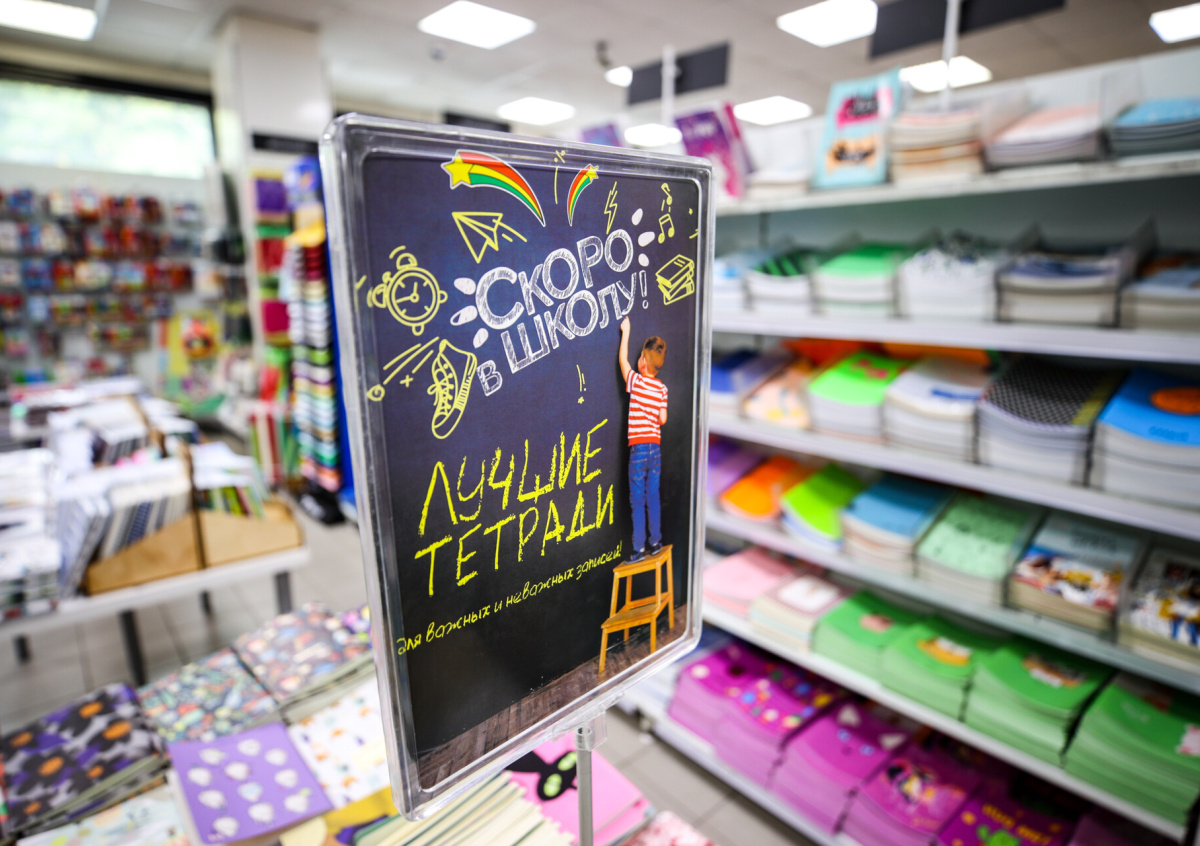 СКОРО
В ШКОЛУ!
ЛУЧШИЕ
ТЕТРАДИ
для важных и неважных записей!